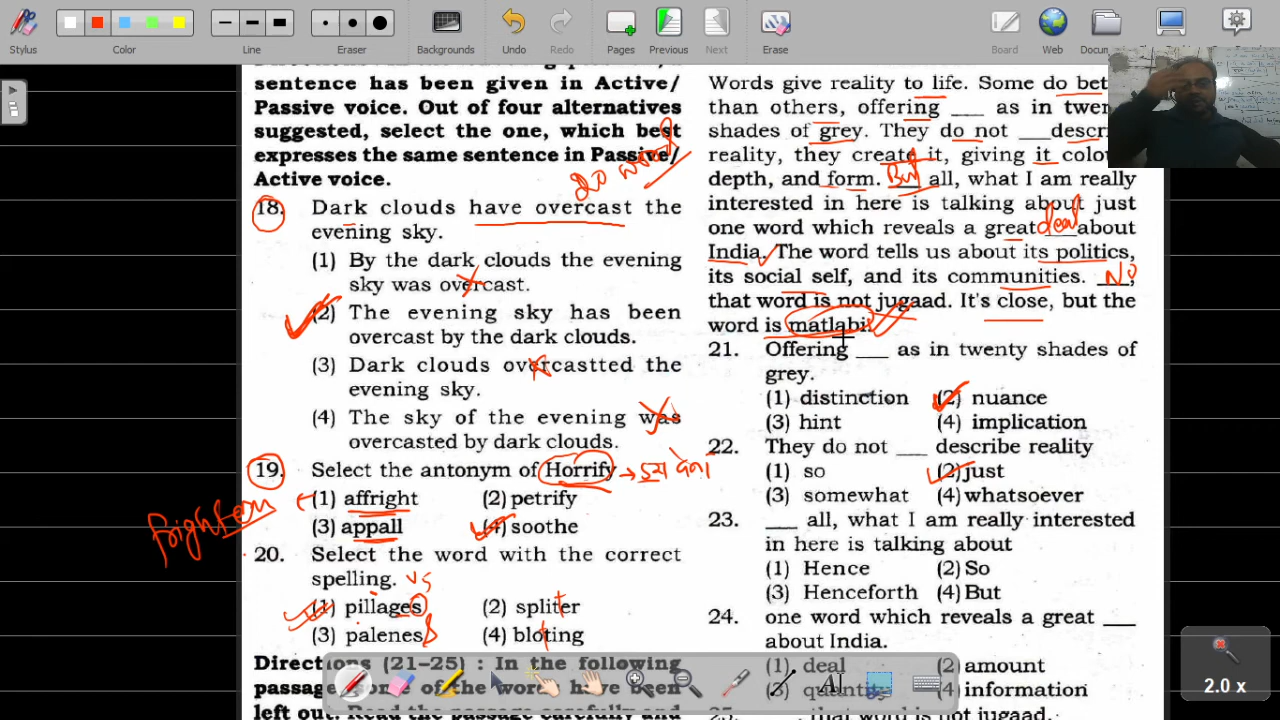 Stylus
Color
Line
Eraser
Backgrounds
Undo
Redo
Pages
Previous
Next
Erase
Board
Web
sentence has been given in Active/
Passive voice. Out of four alternatives
suggested, select the one, which best
expresses the same sentence in Passive/
Active voice.
do word
18. Dark clouds have overcast the
evening sky.
(1) By the dark clouds the evening
sky was overcast.
(2) The evening sky has been
overcast by the dark clouds.
(3) Dark clouds overcastted the
evening sky.
(4) The sky of the evening was
overcasted by dark clouds.
19. Select the antonym of Horrify
(1) affright (2) petrify
(3) appall (4) soothe
frighten
20. Select the word with the correct
spelling. vs
(1) pillages (2) spliter
(3) palenes (4) bloting
Directions (21–25) : In the following
Words give reality to life. Some do bet
than others, offering ___ as in twen
shades of grey. They do not ___ descri
reality, they create it, giving it colou
depth, and form. But all, what I am really
interested in here is talking about just
one word which reveals a great deal about
India. The word tells us about its politics,
its social self, and its communities. No,
that word is not jugaad. It's close, but the
word is matlabi.
21. Offering ___ as in twenty shades of
grey.
(1) distinction (2) nuance
(3) hint (4) implication
22. They do not ___ describe reality
(1) so (2) just
(3) somewhat (4) whatsoever
23. ___ all, what I am really interested
in here is talking about
(1) Hence (2) So
(3) Henceforth (4) But
24. one word which reveals a great ___
about India.
(1) deal (2) amount
(3) quantity (4) information
that word is not jugaad.
2.0 x